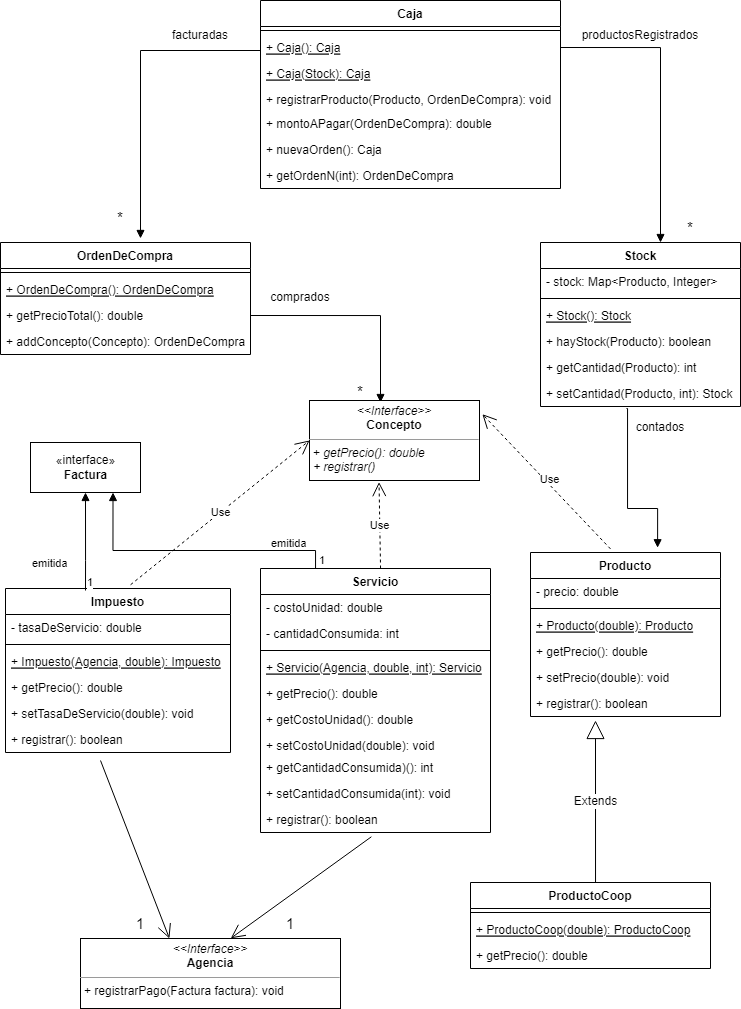 Caja
+ Caja(): Caja
+ Caja(Stock): Caja
+ registrarProducto(Producto, OrdenDeCompra): void
+ montoAPagar(OrdenDeCompra): double
+ nuevaOrden(): Caja
+ getOrdenN(int): OrdenDeCompra
facturadas
productosRegistrados
*
*
OrdenDeCompra
+ OrdenDeCompra(): OrdenDeCompra
+ getPrecioTotal(): double
+ addConcepto(Concepto): OrdenDeCompra
comprados
*
Stock
- stock: Map<Producto, Integer>
+ Stock(): Stock
+ hayStock(Producto): boolean
+ getCantidad(Producto): int
+ setCantidad(Producto, int): Stock
contados
<<Interface>>
Concepto
+ getPrecio(): double
+ registrar()
«interface»
Factura
Use
Use
Use
emitida
1
emitida
1
Impuesto
- tasaDeServicio: double
+ Impuesto(Agencia, double): Impuesto
+ getPrecio(): double
+ setTasaDeServicio(double): void
+ registrar(): boolean
Servicio
- costoUnidad: double
- cantidadConsumida: int
+ Servicio(Agencia, double, int): Servicio
+ getPrecio(): double
+ getCostoUnidad(): double
+ setCostoUnidad(double): void
+ getCantidadConsumida)(): int
+ setCantidadConsumida(int): void
+ registrar(): boolean
Producto
- precio: double
+ Producto(double): Producto
+ getPrecio(): double
+ setPrecio(double): void
+ registrar(): boolean
Extends
ProductoCoop
+ ProductoCoop(double): ProductoCoop
+ getPrecio(): double
1
1
<<Interface>>
Agencia
+ registrarPago(Factura factura): void